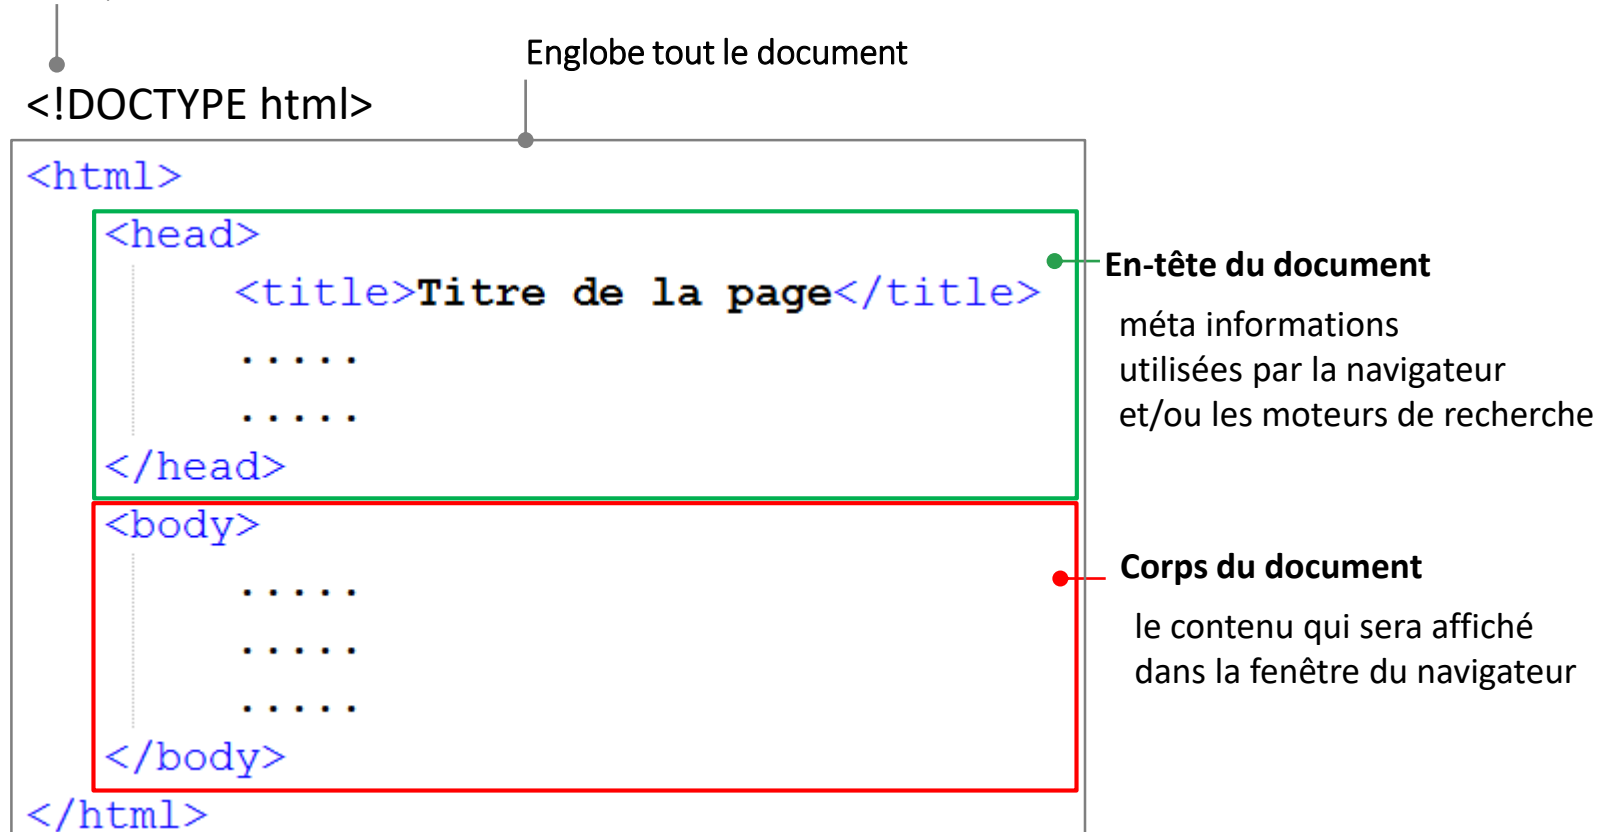 Englobe tout le document
<!DOCTYPE html>
<html>
<head>
<title>Titre de la page</title>
.....
.....
</head>
En-tête du document
méta informations
utilisées par la navigateur
et/ou les moteurs de recherche
<body>
.....
.....
.....
</body>
Corps du document
le contenu qui sera affiché
dans la fenêtre du navigateur
</html>